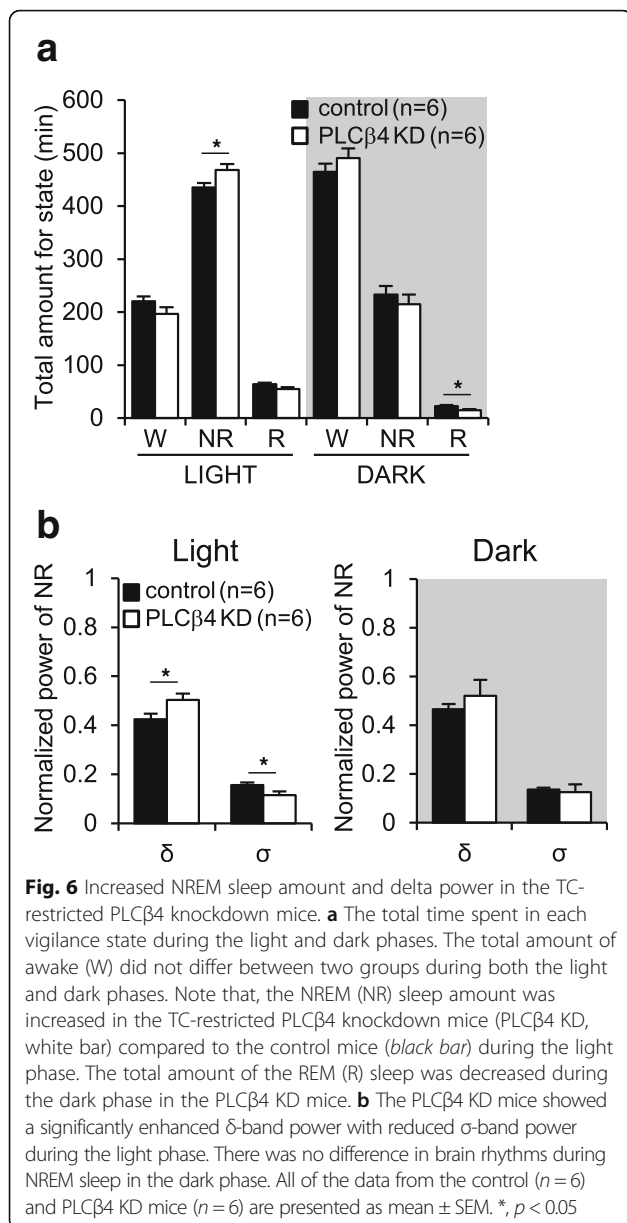 a
600
500
400
300
200
100
0
Total amount for state (min)
control (n=6)
PLCβ4 KD (n=6)
*
*
W NR R W NR R
LIGHT DARK
b
Light Dark
control (n=6)
PLCβ4 KD (n=6)
Normalized power of NR
1
0.8
0.6
0.4
0.2
0
*
*
δ σ
Normalized power of NR
1
0.8
0.6
0.4
0.2
0
δ σ
Fig. 6 Increased NREM sleep amount and delta power in the TC-
restricted PLCβ4 knockdown mice. a The total time spent in each
vigilance state during the light and dark phases. The total amount of
awake (W) did not differ between two groups during both the light
and dark phases. Note that, the NREM (NR) sleep amount was
increased in the TC-restricted PLCβ4 knockdown mice (PLCβ4 KD,
white bar) compared to the control mice (black bar) during the light
phase. The total amount of the REM (R) sleep was decreased during
the dark phase in the PLCβ4 KD mice. b The PLCβ4 KD mice showed
a significantly enhanced δ-band power with reduced σ-band power
during the light phase. There was no difference in brain rhythms during
NREM sleep in the dark phase. All of the data from the control (n = 6)
and PLCβ4 KD mice (n = 6) are presented as mean ± SEM. *, p < 0.05